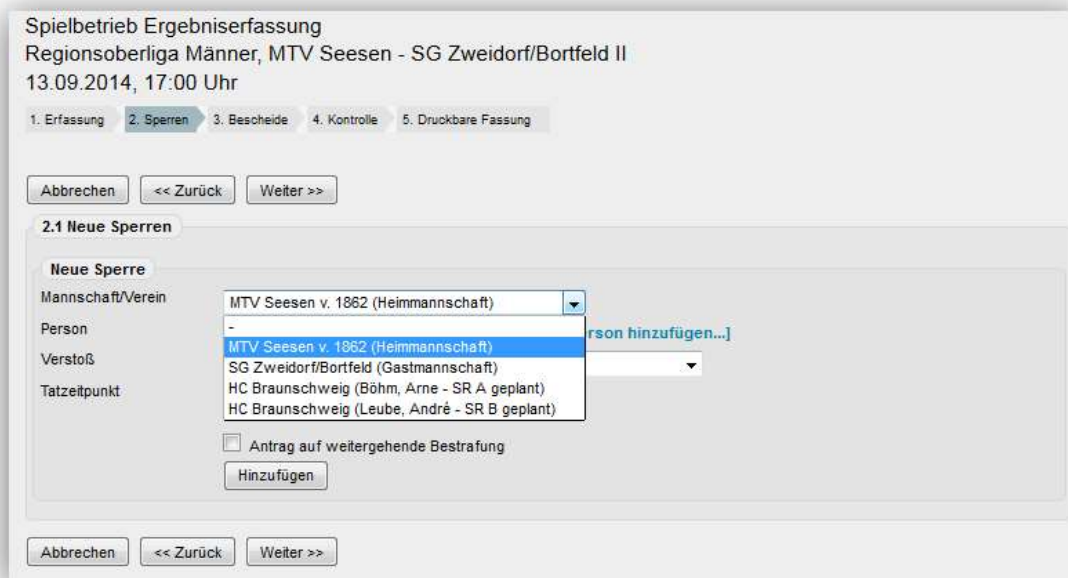 Spielbetrieb Ergebniserfassung
Regionsoberliga Männer, MTV Seesen - SG Zweidorf/Bortfeld II
13.09.2014, 17:00 Uhr
1. Erfassung 2. Sperren 3. Bescheide 4. Kontrolle 5. Druckbare Fassung
Abbrechen << Zurück Weiter >>
2.1 Neue Sperren
Neue Sperre
Mannschaft/Verein MTV Seesen v. 1862 (Heimmannschaft)
Person - rson hinzufügen...]
MTV Seesen v. 1862 (Heimmannschaft)
Verstoß SG Zweidorf/Bortfeld (Gastmannschaft)
Tatzeitpunkt HC Braunschweig (Böhm, Arne - SR A geplant)
HC Braunschweig (Leube, André - SR B geplant)
Antrag auf weitergehende Bestrafung
Hinzufügen
Abbrechen << Zurück Weiter >>